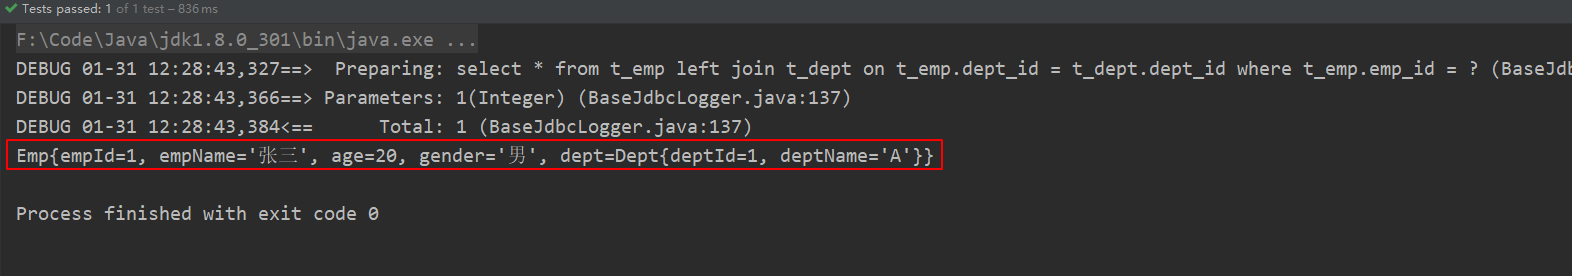 Tests passed: 1 of 1 test – 836 ms
F:\Code\Java\jdk1.8.0_301\bin\java.exe ...
DEBUG 01-31 12:28:43,327==>  Preparing: select * from t_emp left join t_dept on t_emp.dept_id = t_dept.dept_id where t_emp.emp_id = ? (BaseJdb
DEBUG 01-31 12:28:43,366==> Parameters: 1(Integer) (BaseJdbcLogger.java:137)
DEBUG 01-31 12:28:43,384<==      Total: 1 (BaseJdbcLogger.java:137)
Emp{empId=1, empName='张三', age=20, gender='男', dept=Dept{deptId=1, deptName='A'}}
Process finished with exit code 0